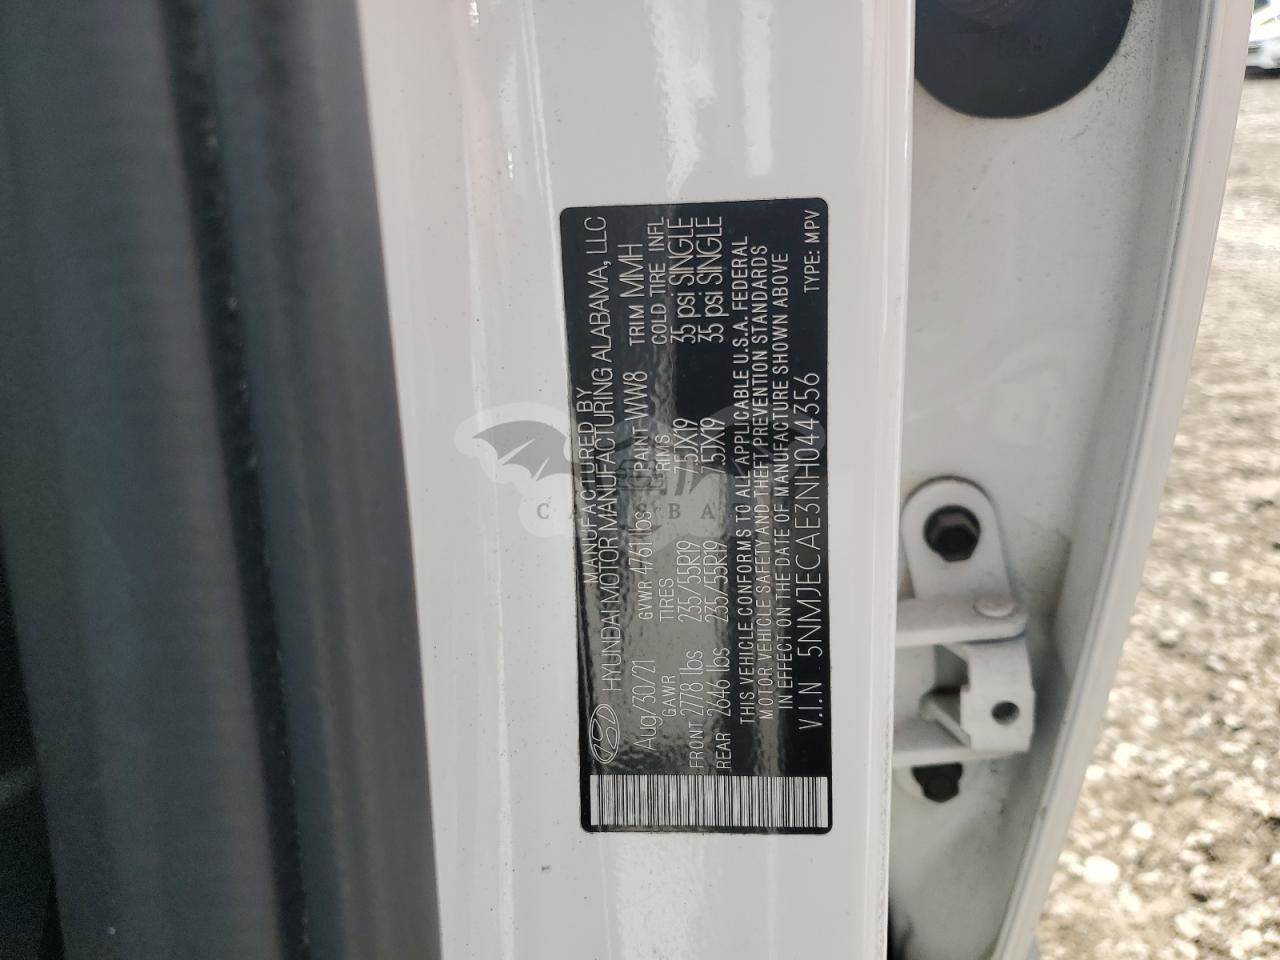 MANUFACTURED BY
HYUNDAI MOTOR MANUFACTURING ALABAMA, LLC
Aug/30/21 GVWR 4761 lbs PAINT WW8 TRIM MMH
GAWR TIRES RIMS COLD TIRE INFL
FRONT 2778 lbs 235/55R19 7.5JX19 35 psi SINGLE
REAR 2646 lbs 235/55R19 7.5JX19 35 psi SINGLE
THIS VEHICLE CONFORMS TO ALL APPLICABLE U.S.A. FEDERAL
MOTOR VEHICLE SAFETY AND THEFT PREVENTION STANDARDS
IN EFFECT ON THE DATE OF MANUFACTURE SHOWN ABOVE
V.I.N 5NMJECAE3NH044356 TYPE: MPV